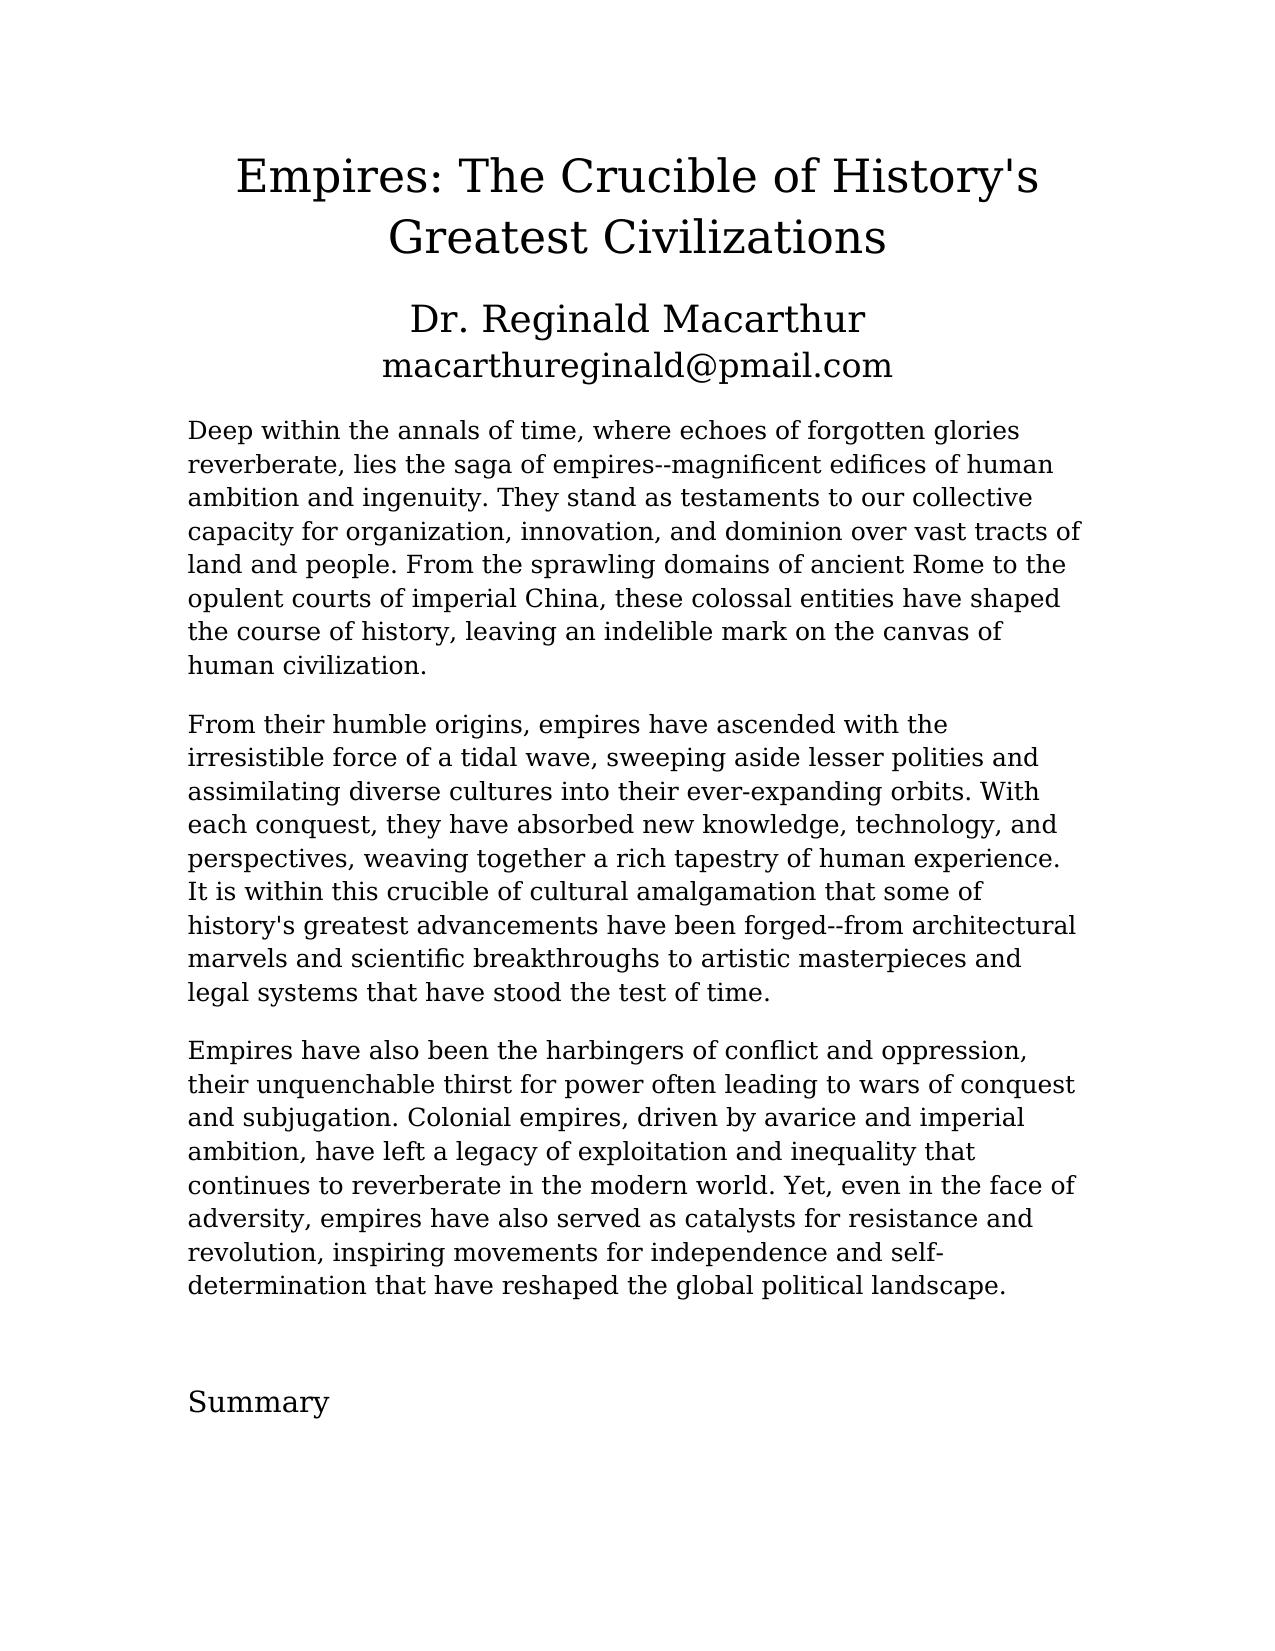 Empires: The Crucible of History's
Greatest Civilizations
Dr. Reginald Macarthur
macarthureginald@pmail.com
Deep within the annals of time, where echoes of forgotten glories
reverberate, lies the saga of empires--magnificent edifices of human
ambition and ingenuity. They stand as testaments to our collective
capacity for organization, innovation, and dominion over vast tracts of
land and people. From the sprawling domains of ancient Rome to the
opulent courts of imperial China, these colossal entities have shaped
the course of history, leaving an indelible mark on the canvas of
human civilization.
From their humble origins, empires have ascended with the
irresistible force of a tidal wave, sweeping aside lesser polities and
assimilating diverse cultures into their ever-expanding orbits. With
each conquest, they have absorbed new knowledge, technology, and
perspectives, weaving together a rich tapestry of human experience.
It is within this crucible of cultural amalgamation that some of
history's greatest advancements have been forged--from architectural
marvels and scientific breakthroughs to artistic masterpieces and
legal systems that have stood the test of time.
Empires have also been the harbingers of conflict and oppression,
their unquenchable thirst for power often leading to wars of conquest
and subjugation. Colonial empires, driven by avarice and imperial
ambition, have left a legacy of exploitation and inequality that
continues to reverberate in the modern world. Yet, even in the face of
adversity, empires have also served as catalysts for resistance and
revolution, inspiring movements for independence and self-
determination that have reshaped the global political landscape.
Summary